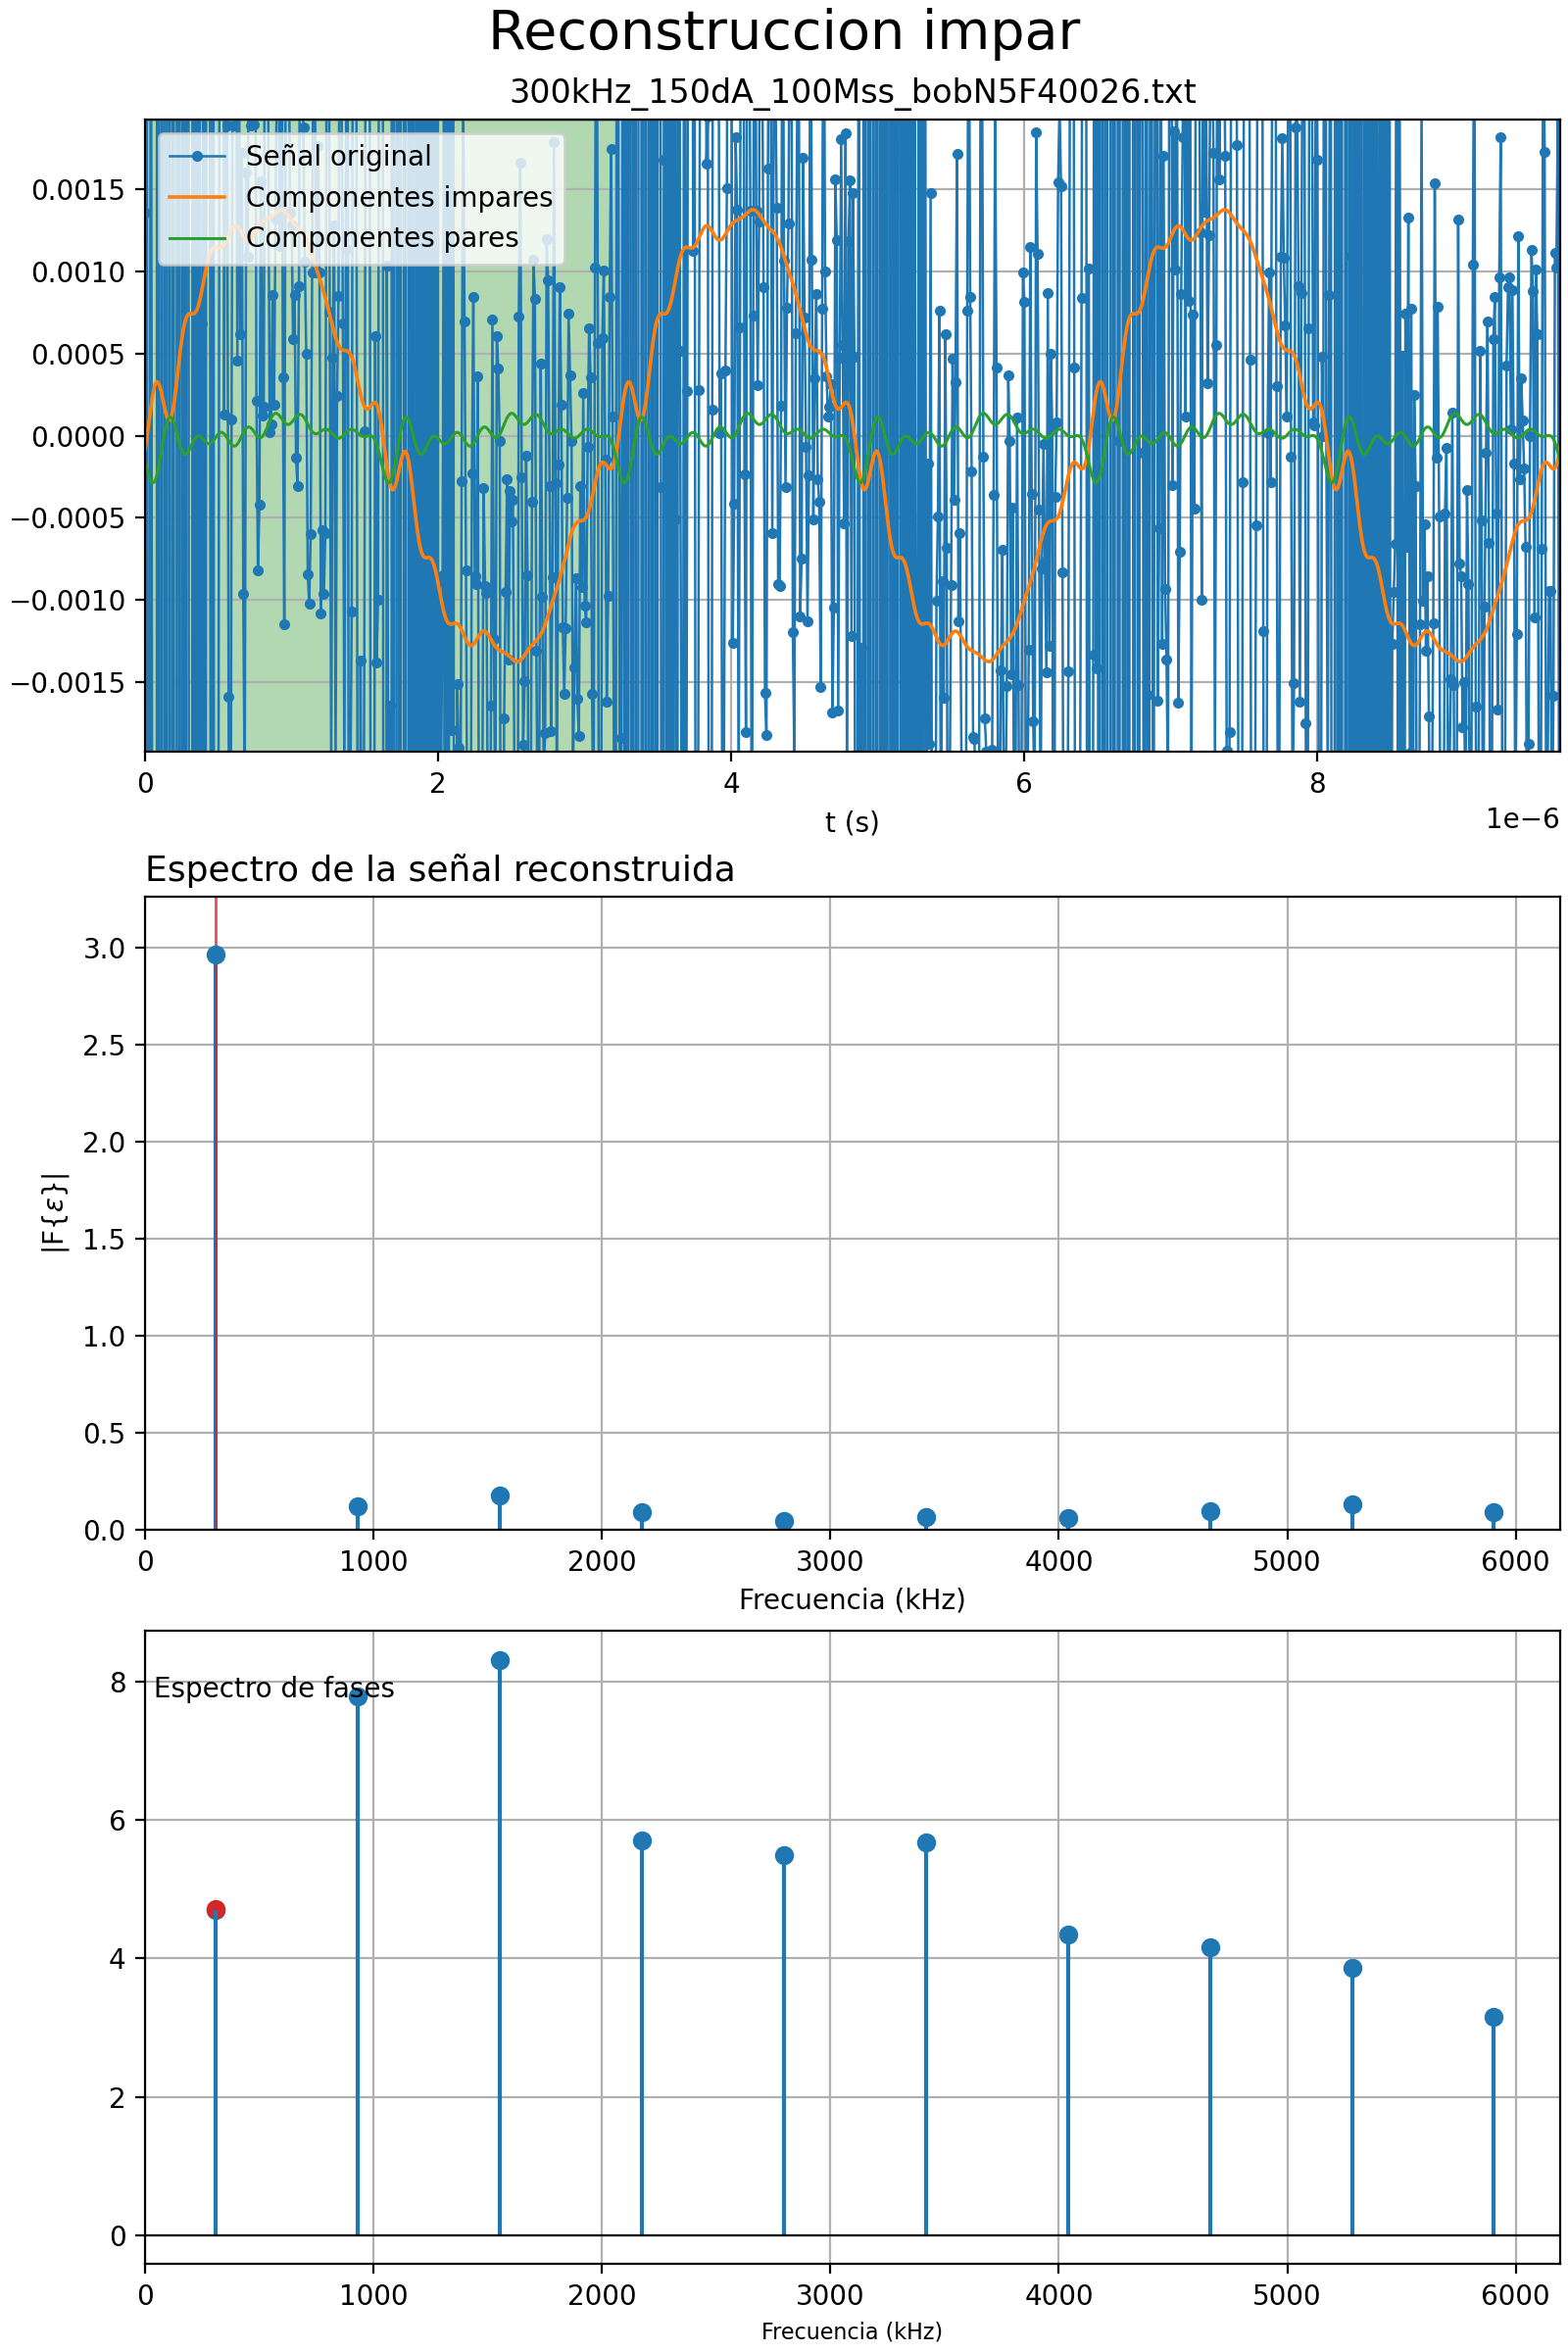 Reconstruccion impar
300kHz_150dA_100Mss_bobN5F40026.txt
Señal original
Componentes impares
Componentes pares
0.0015
0.0010
0.0005
0.0000
−0.0005
−0.0010
−0.0015
0 2 4 6 8
1e−6
t (s)
Espectro de la señal reconstruida
3.0
2.5
2.0
1.5
1.0
0.5
0.0
|F{ε}|
0 1000 2000 3000 4000 5000 6000
Frecuencia (kHz)
Espectro de fases
8
6
4
2
0
0 1000 2000 3000 4000 5000 6000
Frecuencia (kHz)